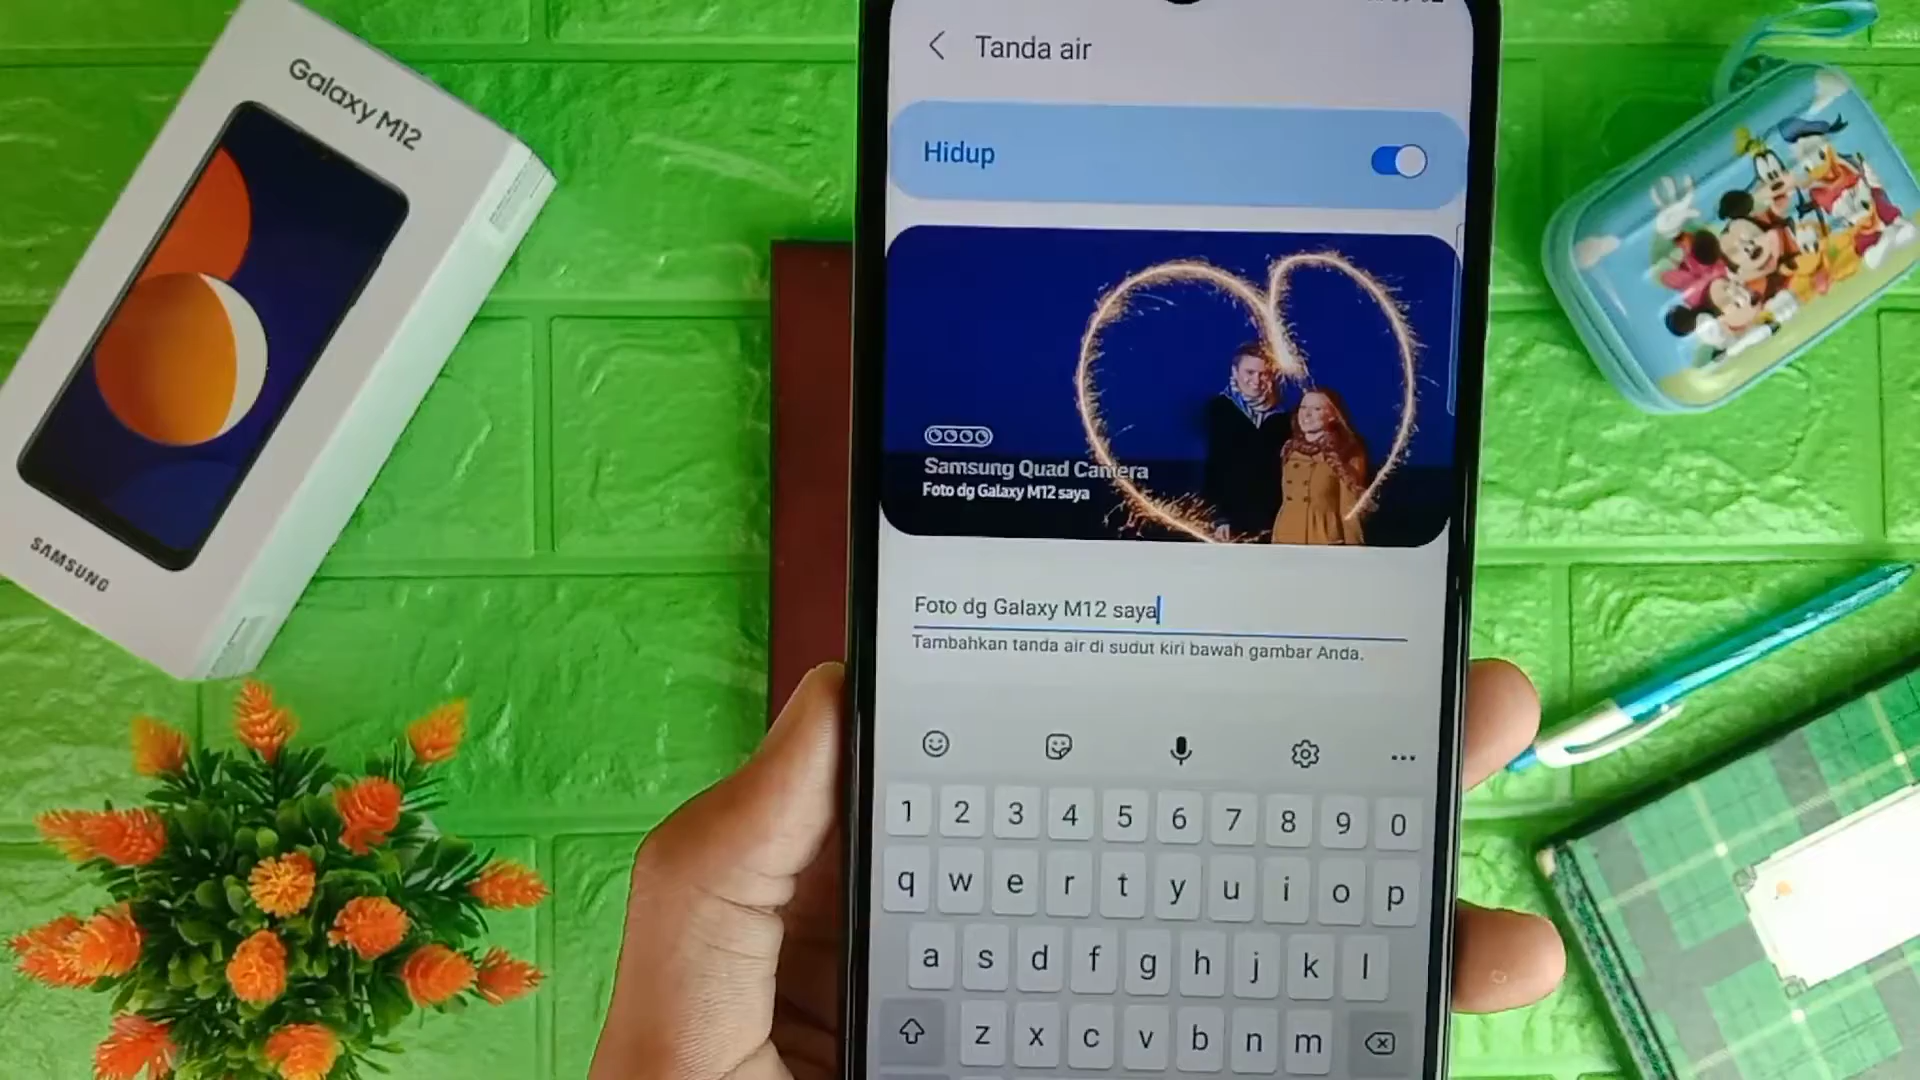 Galaxy M12
SAMSUNG
Tanda air
Hidup
Samsung Quad Camera
Foto dg Galaxy M12 saya
Foto dg Galaxy M12 saya
Tambahkan tanda air di sudut kiri bawah gambar Anda.
1 2 3 4 5 6 7 8 9 0
q w e r t y u i o p
a s d f g h j k l
z x c v b n m